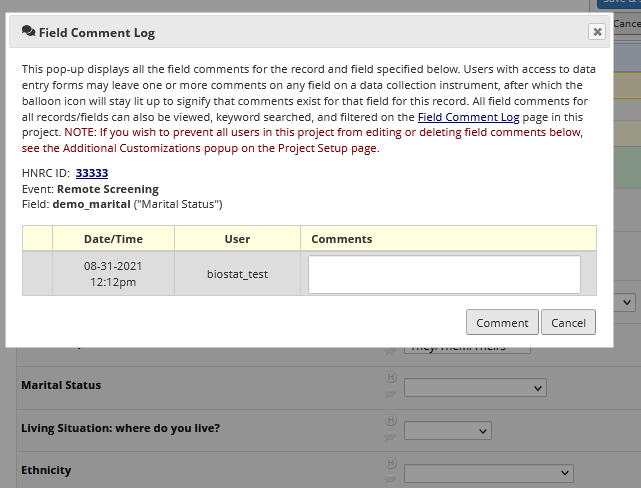 Save &
Field Comment Log
Cance
This pop-up displays all the field comments for the record and field specified below. Users with access to data
entry forms may leave one or more comments on any field on a data collection instrument, after which the
balloon icon will stay lit up to signify that comments exist for that field for this record. All field comments for
all records/fields can also be viewed, keyword searched, and filtered on the Field Comment Log page in this
project. NOTE: If you wish to prevent all users in this project from editing or deleting field comments below,
see the Additional Customizations popup on the Project Setup page.
HNRC ID: 33333
Event: Remote Screening
Field: demo_marital ("Marital Status")
Date/Time User Comments
08-31-2021
12:12pm
biostat_test
Comment Cancel
They/Them/Theirs
Marital Status
H
Living Situation: where do you live?
H
Ethnicity
H